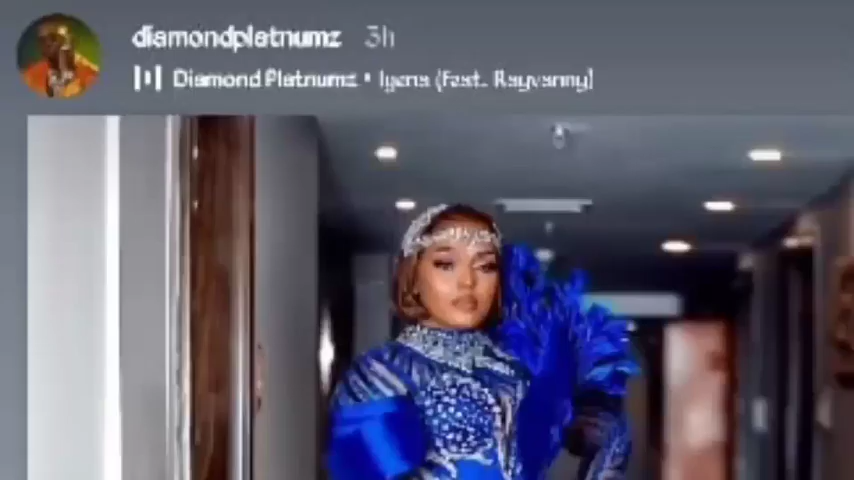 diamondplatnumz 3h
Diamond Platnumz • Iyena (feat. Rayvanny)